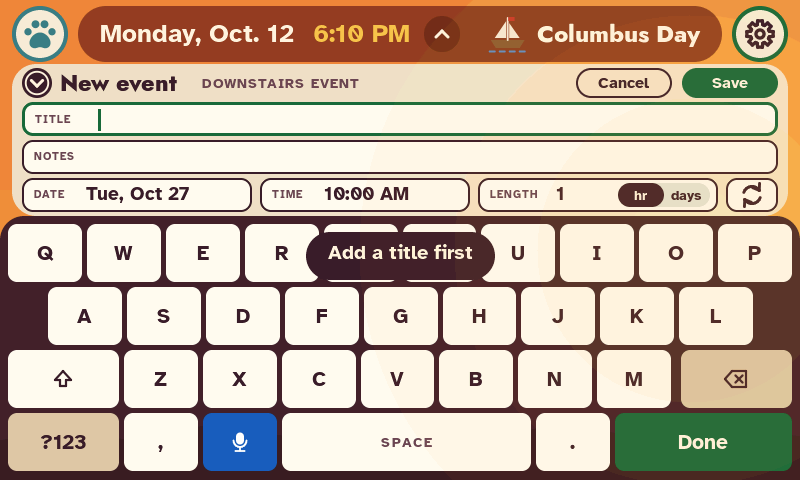 Monday, Oct. 12 6:10 PM Columbus Day
New event DOWNSTAIRS EVENT Cancel Save
TITLE
NOTES
DATE Tue, Oct 27 TIME 10:00 AM LENGTH 1 hr days
Q W E R U I O P
Add a title first
A S D F G H J K L
Z X C V B N M
?123 , SPACE . Done